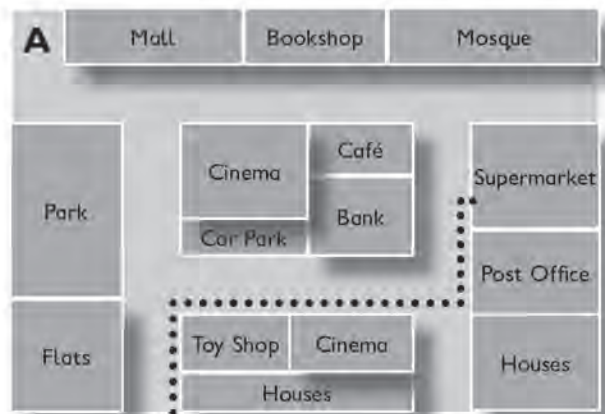 A
Mall Bookshop Mosque
Park
Cinema
Café
Supermarket
Car Park
Bank
Post Office
Flats
Toy Shop Cinema
Houses
Houses